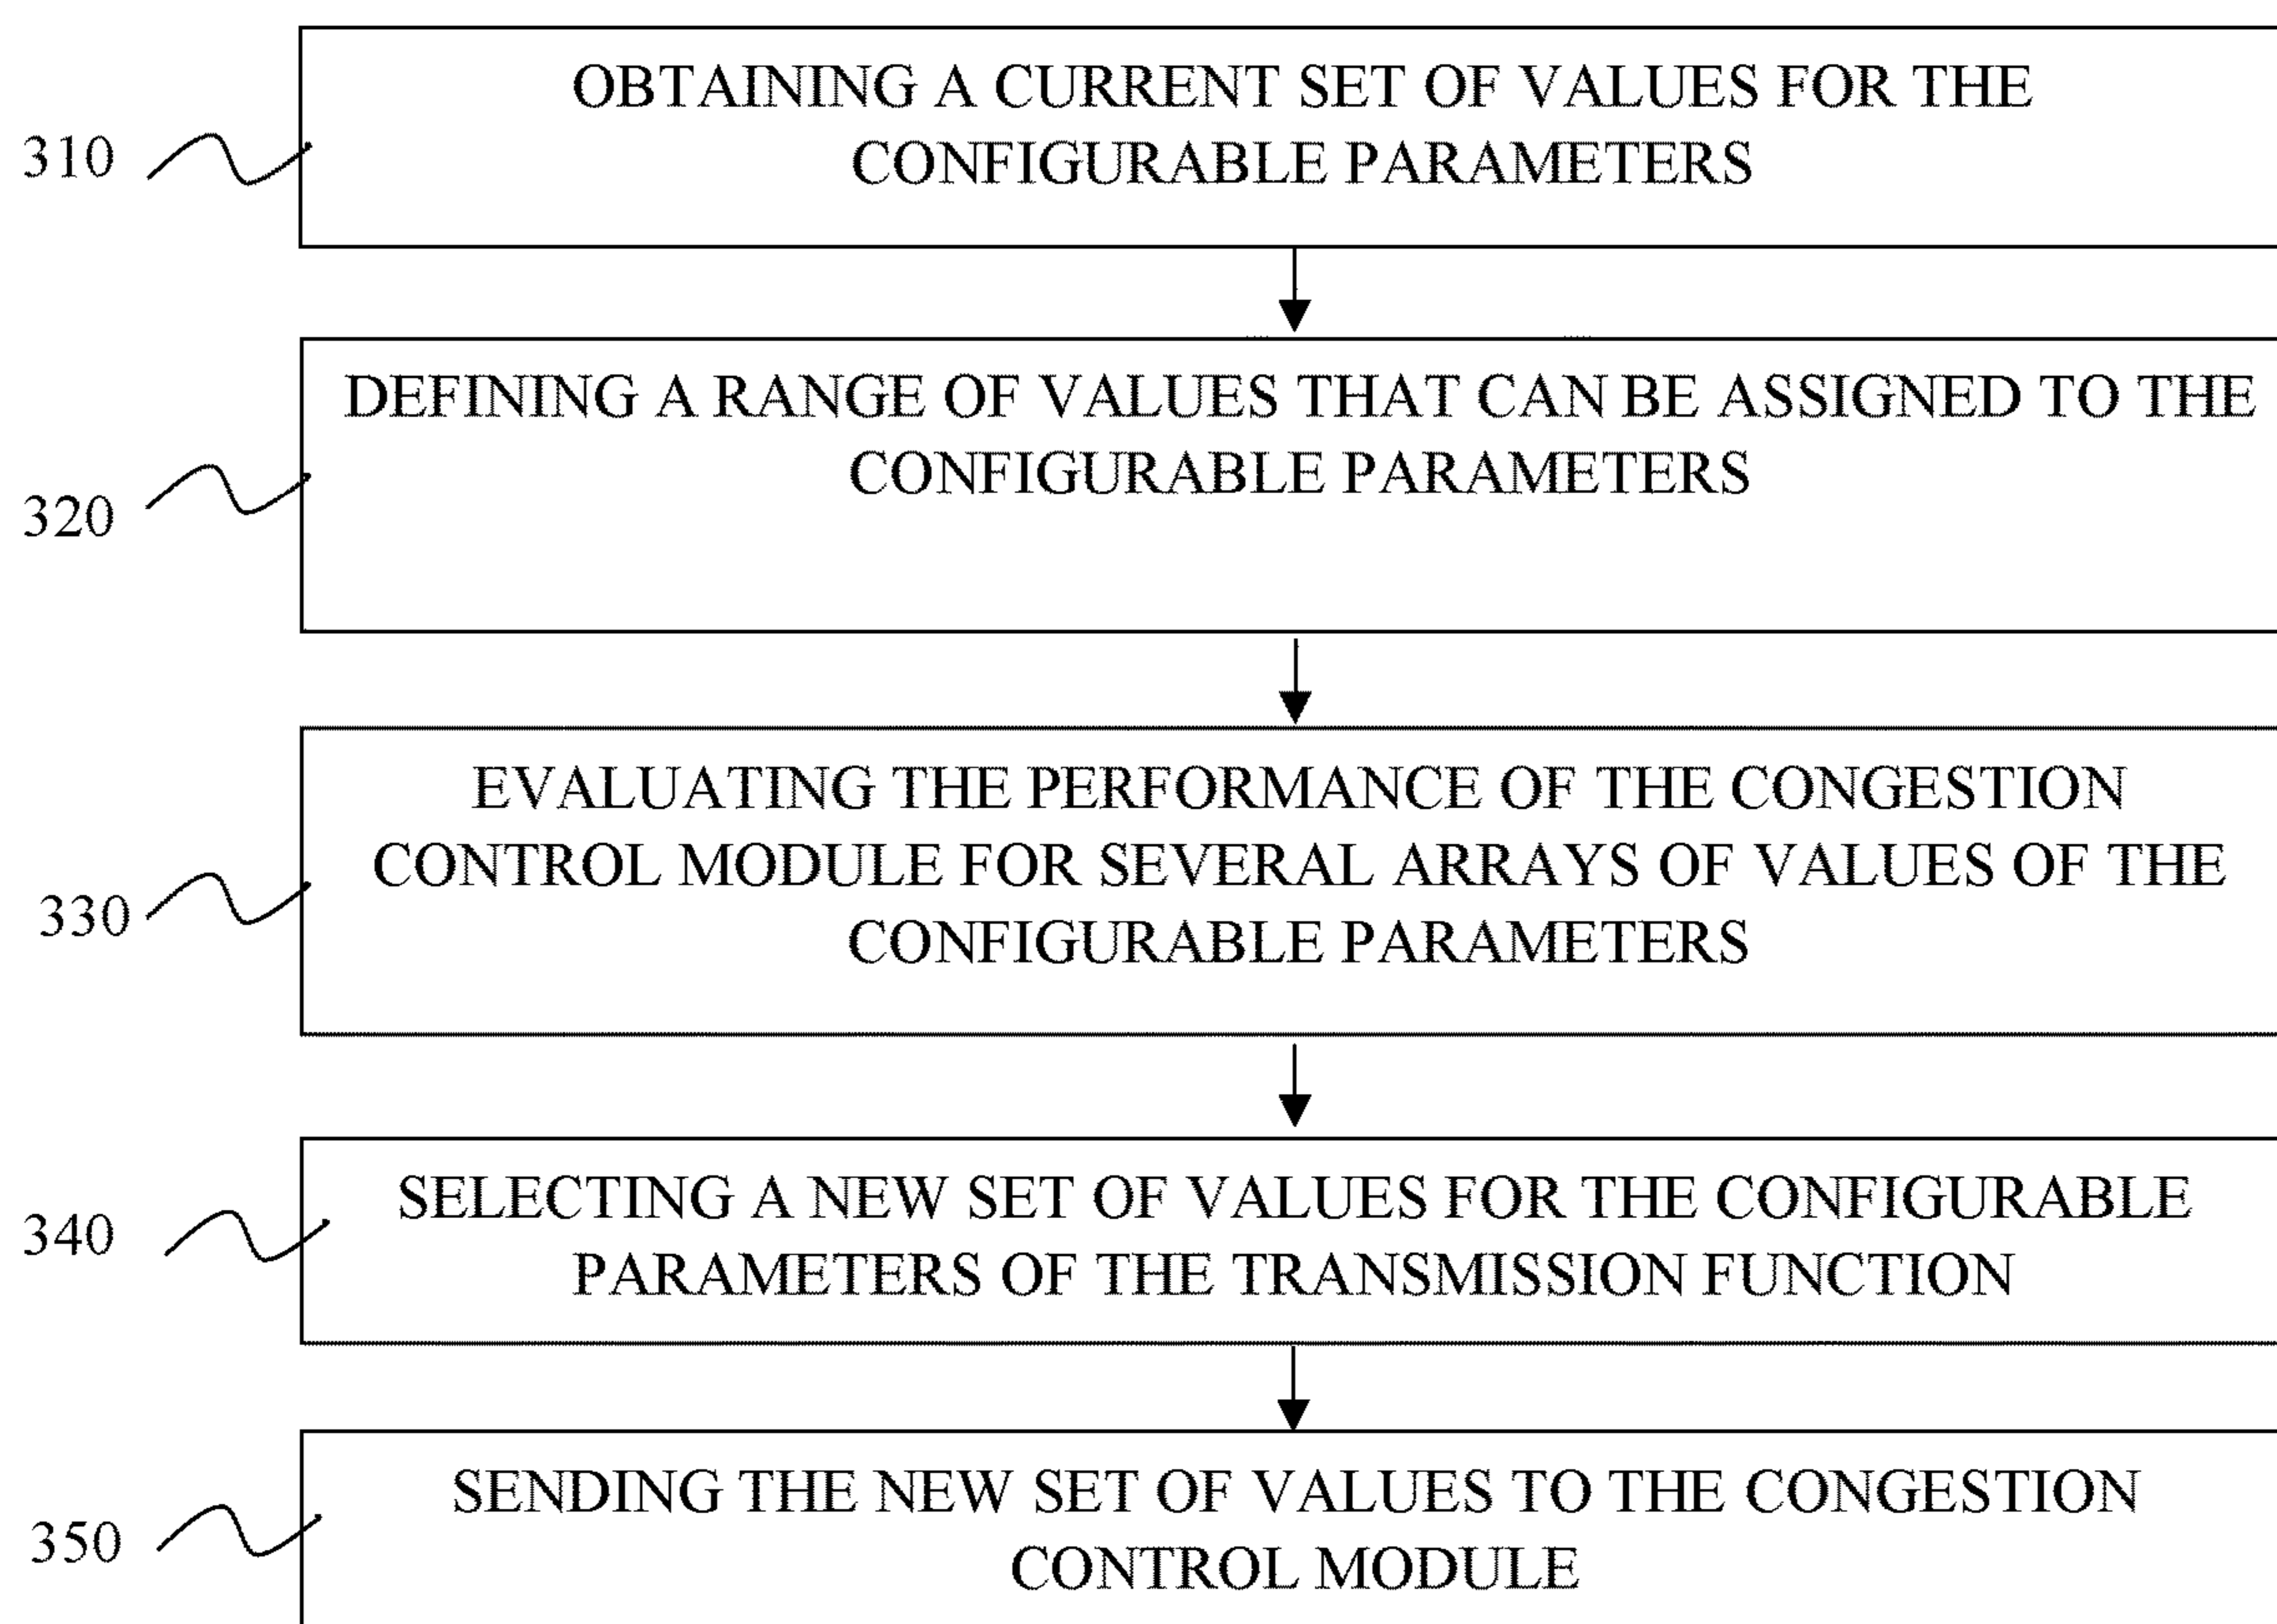 OBTAINING A CURRENT SET OF VALUES FOR THE
CONFIGURABLE PARAMETERS
310
DEFINING A RANGE OF VALUES THAT CAN BE ASSIGNED TO THE
CONFIGURABLE PARAMETERS
320
EVALUATING THE PERFORMANCE OF THE CONGESTION
CONTROL MODULE FOR SEVERAL ARRAYS OF VALUES OF THE
330
CONFIGURABLE PARAMETERS
SELECTING A NEW SET OF VALUES FOR THE CONFIGURABLE
340
PARAMETERS OF THE TRANSMISSION FUNCTION
SENDING THE NEW SET OF VALUES TO THE CONGESTION
350
CONTROL MODULE